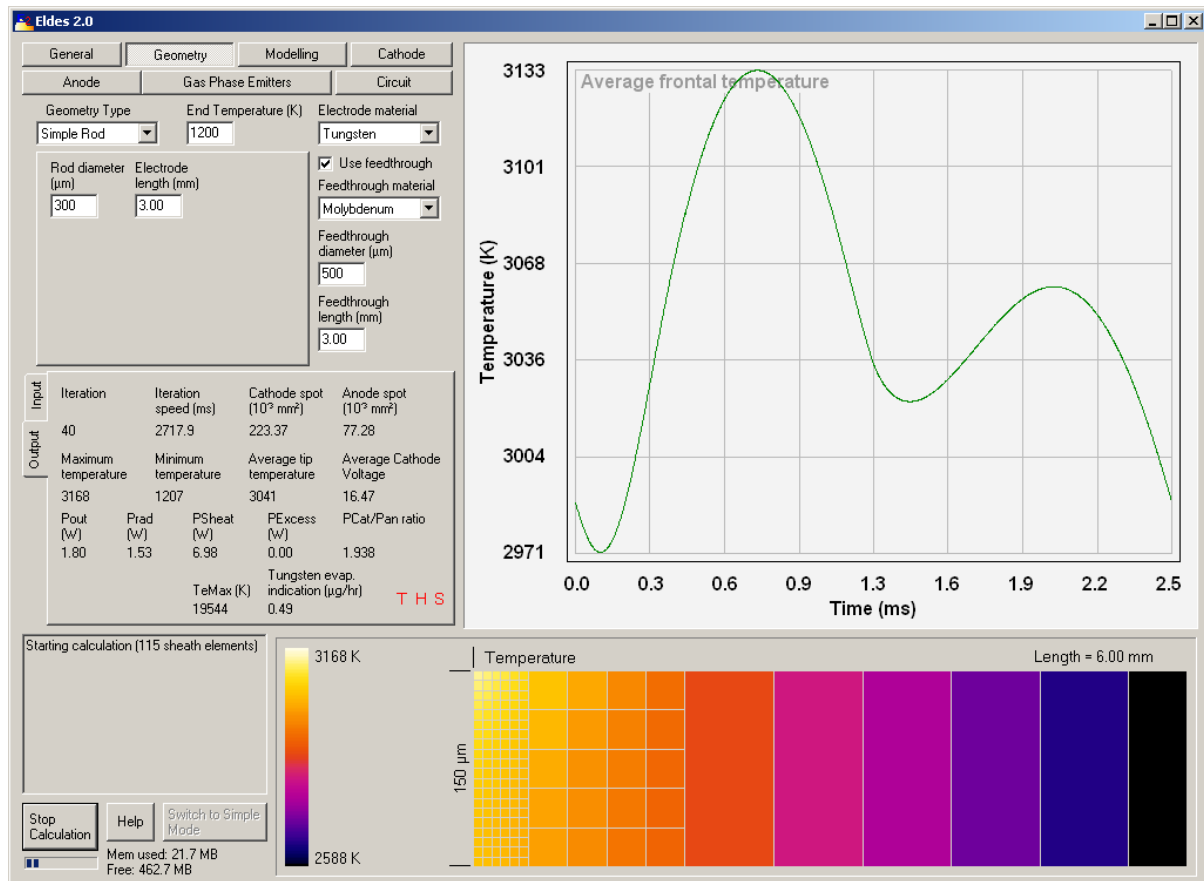 Eldes 2.0
General Geometry Modelling Cathode
Anode Gas Phase Emitters Circuit
Geometry Type End Temperature (K) Electrode material
Simple Rod 1200 Tungsten
Use feedthrough
Rod diameter (µm) Electrode length (mm)
300 3.00
Feedthrough material
Molybdenum
Feedthrough
diameter (µm)
500
Feedthrough
length (mm)
3.00
Input
Output
Iteration Iteration speed (ms) Cathode spot (10⁻³ mm²) Anode spot (10⁻³ mm²)
40 2717.9 223.37 77.28
Maximum temperature Minimum temperature Average tip temperature Average Cathode Voltage
3168 1207 3041 16.47
Pout (W) Prad (W) PSheat (W) PExcess (W) PCat/Pan ratio
1.80 1.53 6.98 0.00 1.938
TeMax (K) Tungsten evap. indication (µg/hr)
19544 0.49
T H S
Average frontal temperature
Temperature (K)
3133
3101
3068
3036
3004
2971
0.0 0.3 0.6 0.9 1.3 1.6 1.9 2.2 2.5
Time (ms)
Starting calculation (115 sheath elements)
Stop
Calculation
Help
Switch to Simple
Mode
Mem used: 21.7 MB
Free: 462.7 MB
3168 K
2588 K
Temperature
Length = 6.00 mm
150 µm